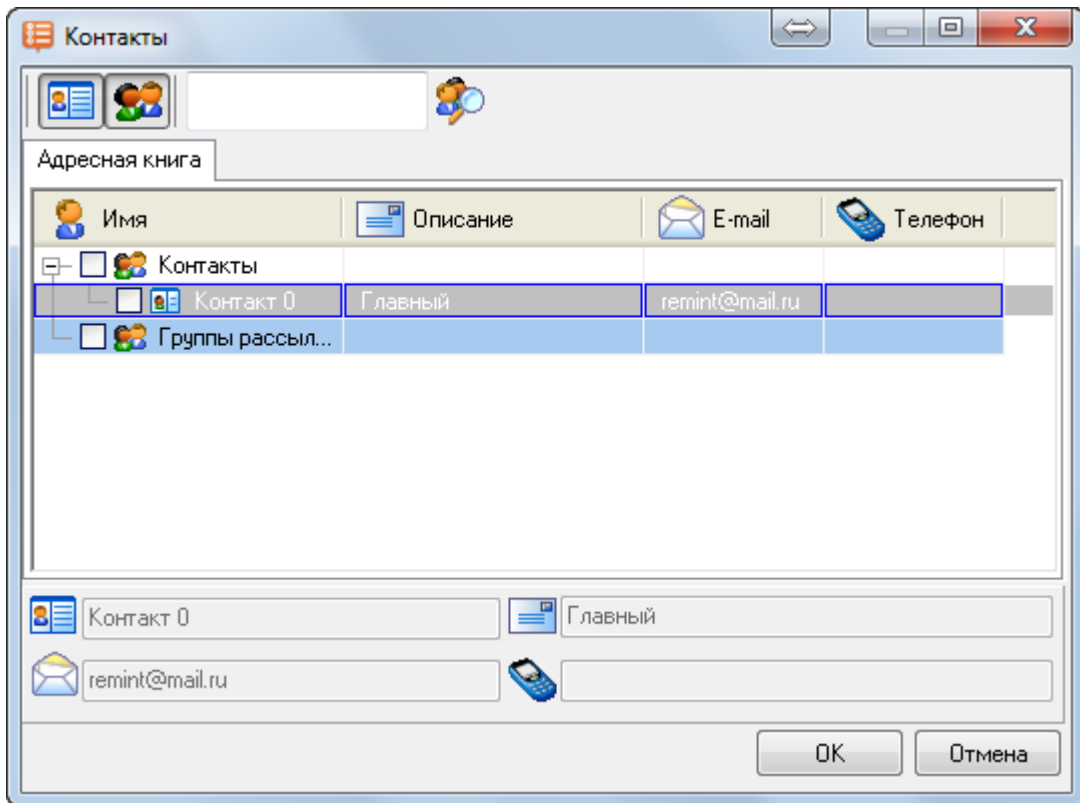 Контакты
Адресная книга
Имя Описание E-mail Телефон
Контакты
Контакт 0 Главный remint@mail.ru
Группы рассыл...
Контакт 0 Главный
remint@mail.ru
OK Отмена